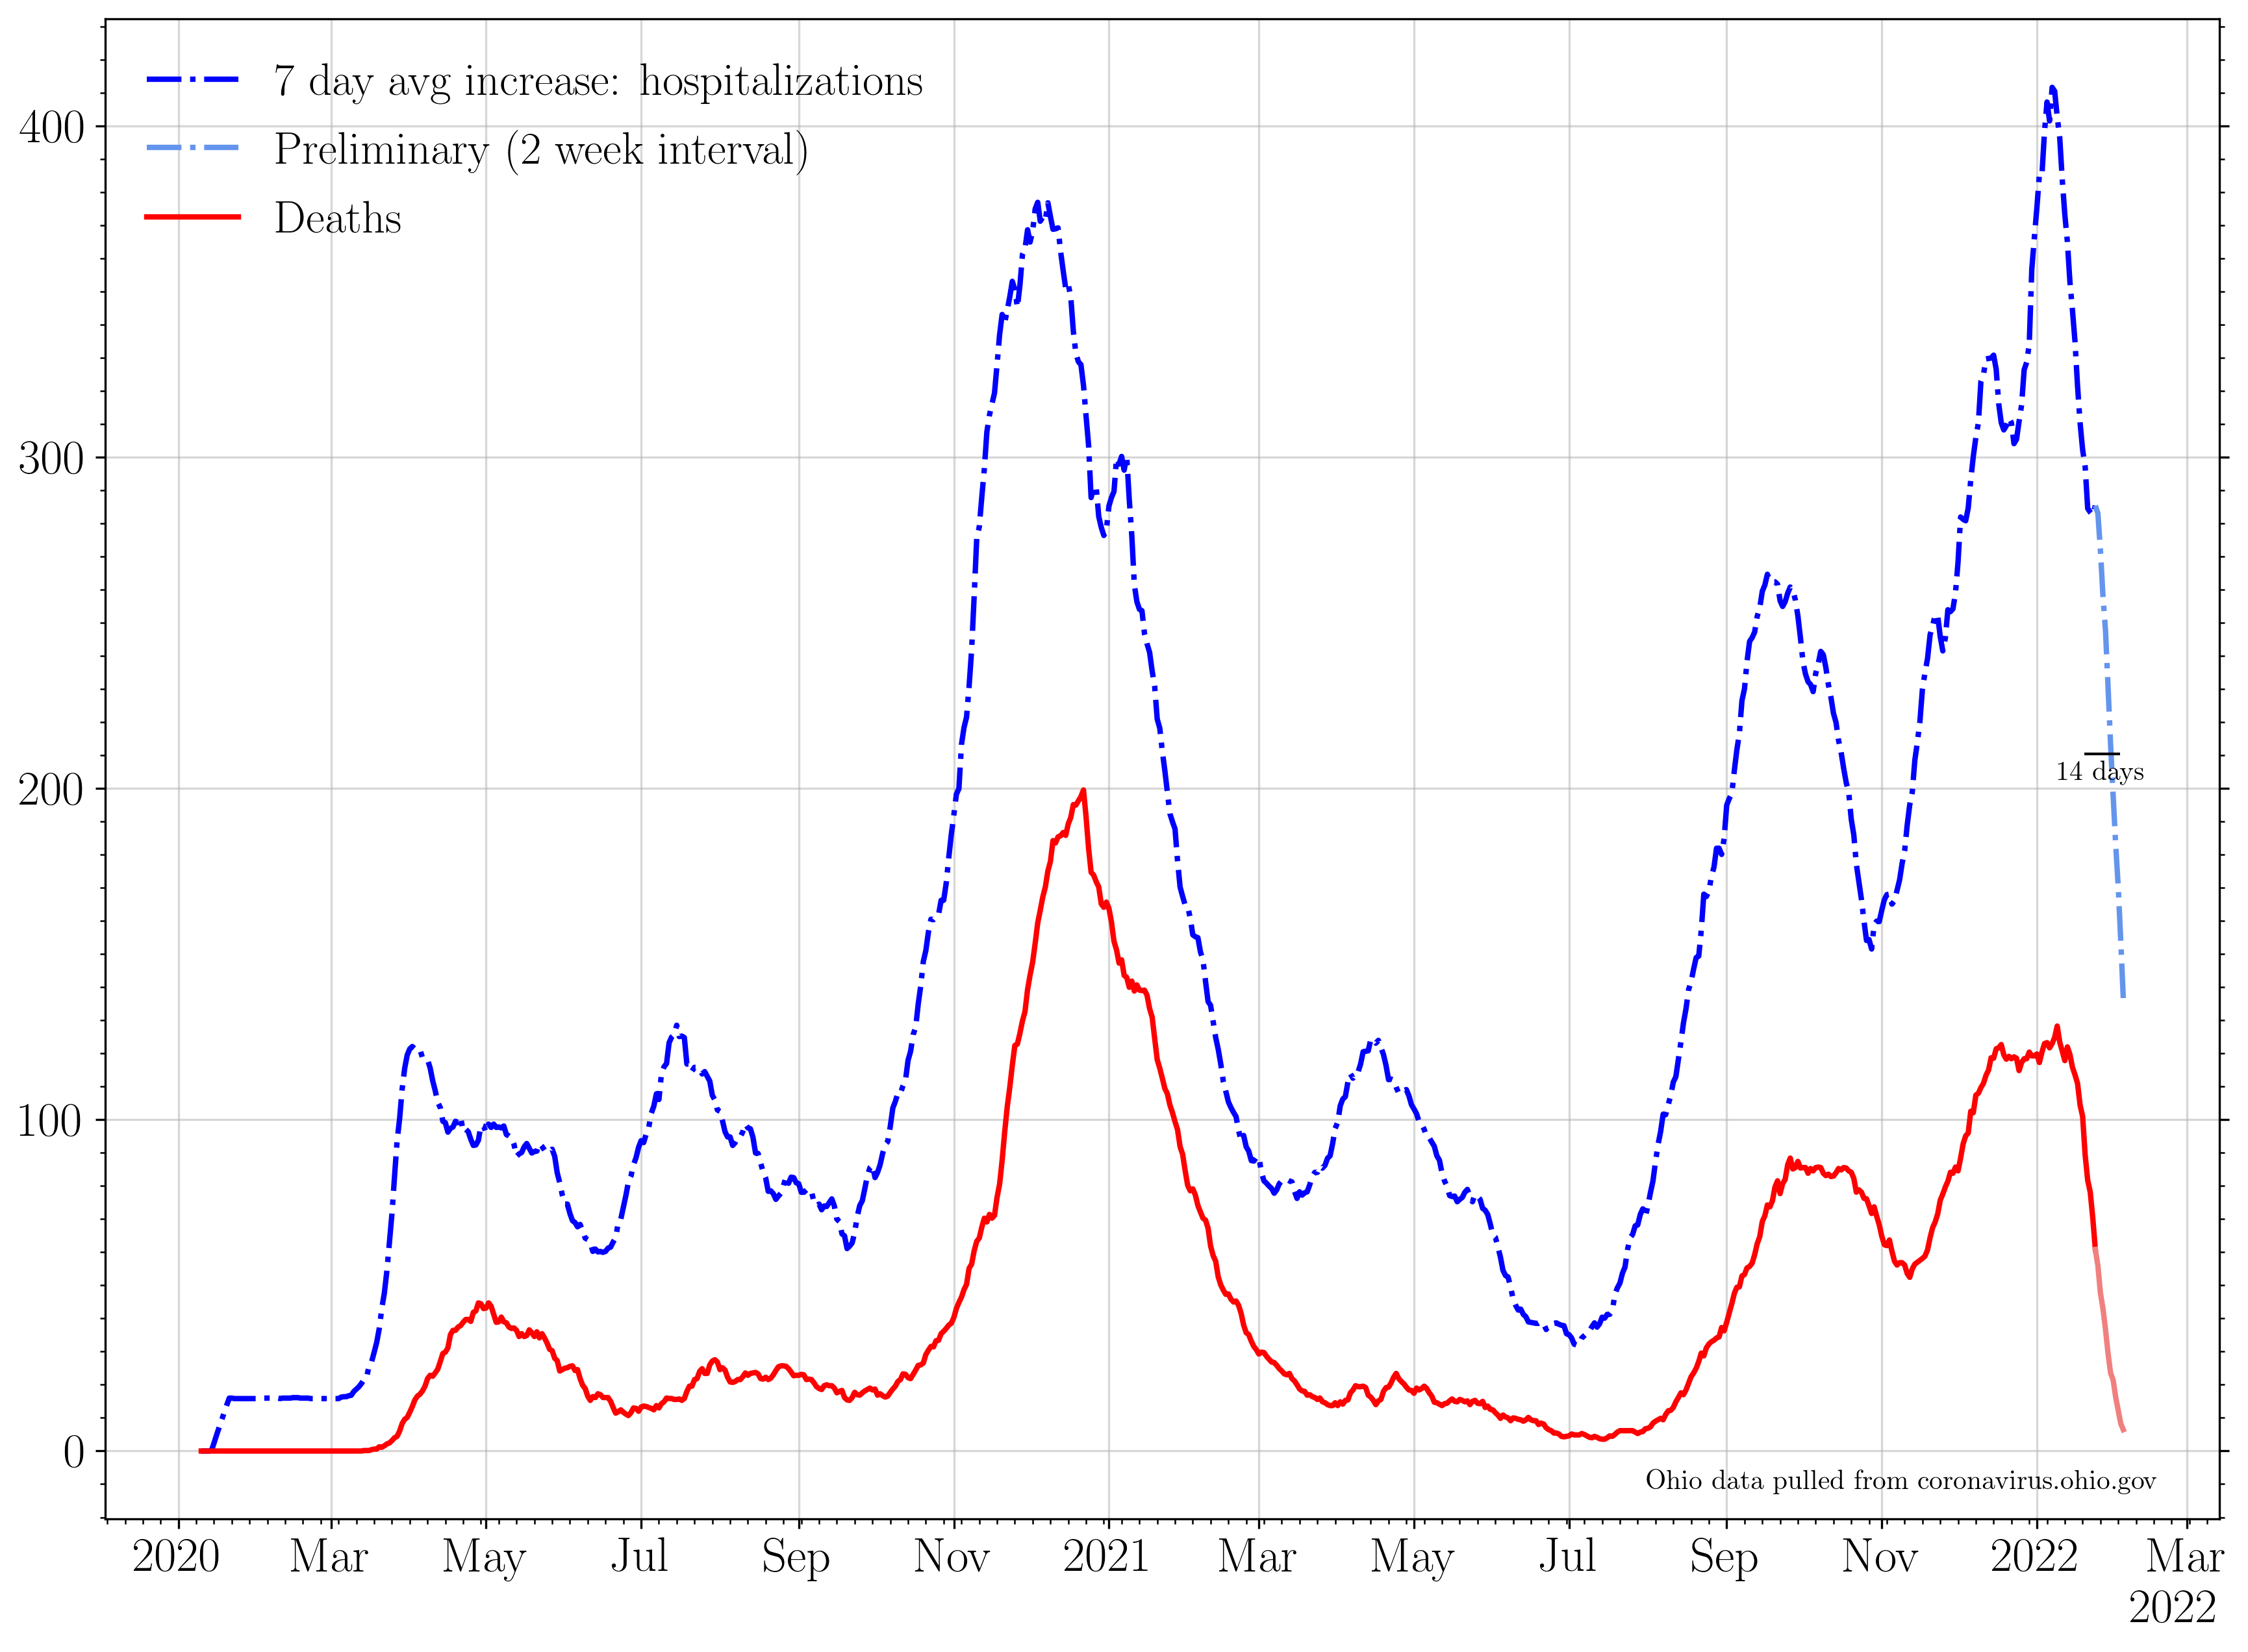 7 day avg increase: hospitalizations
Preliminary (2 week interval)
Deaths
400
300
200
100
0
14 days
Ohio data pulled from coronavirus.ohio.gov
2020 Mar May Jul Sep Nov 2021 Mar May Jul Sep Nov 2022 Mar
2022